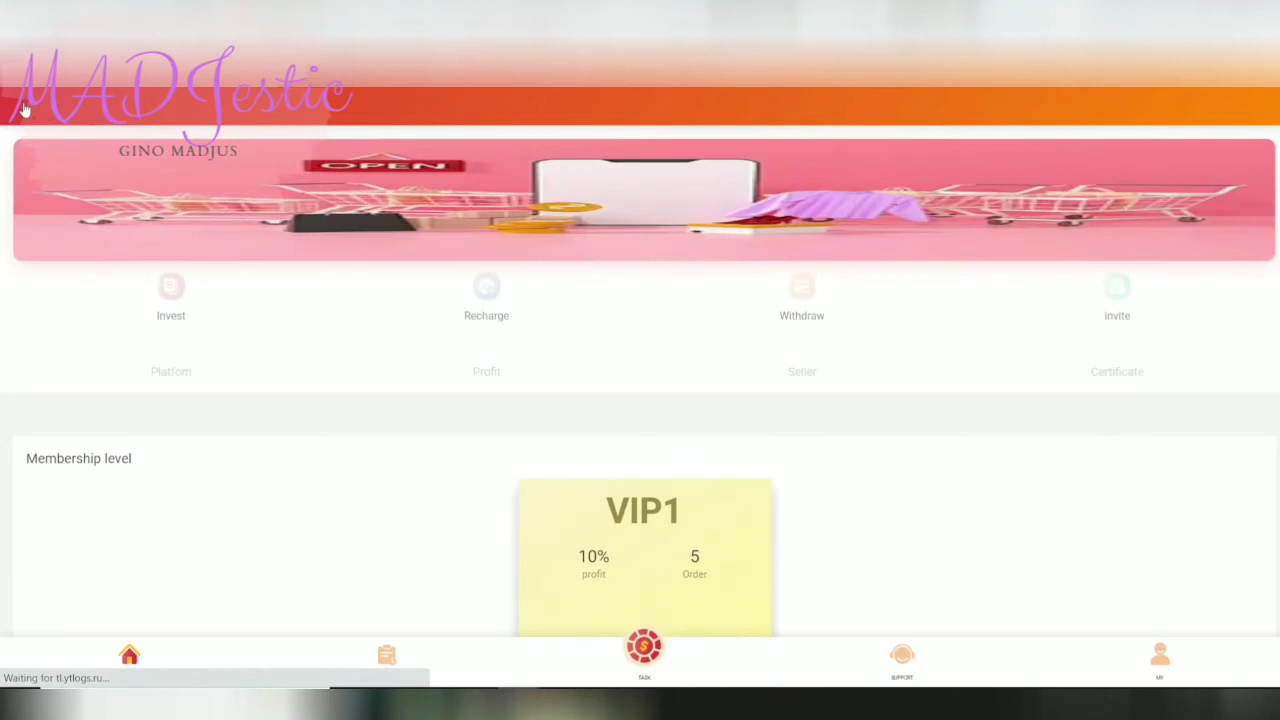 MADJestic
GINO MADJUS
OPEN
Invest
Recharge
Withdraw
invite
Platform
Profit
Seller
Certificate
Membership level
VIP1
10%
5
profit
Order
TASK
SUPPORT
MY
Waiting for tl.ytlogs.ru...